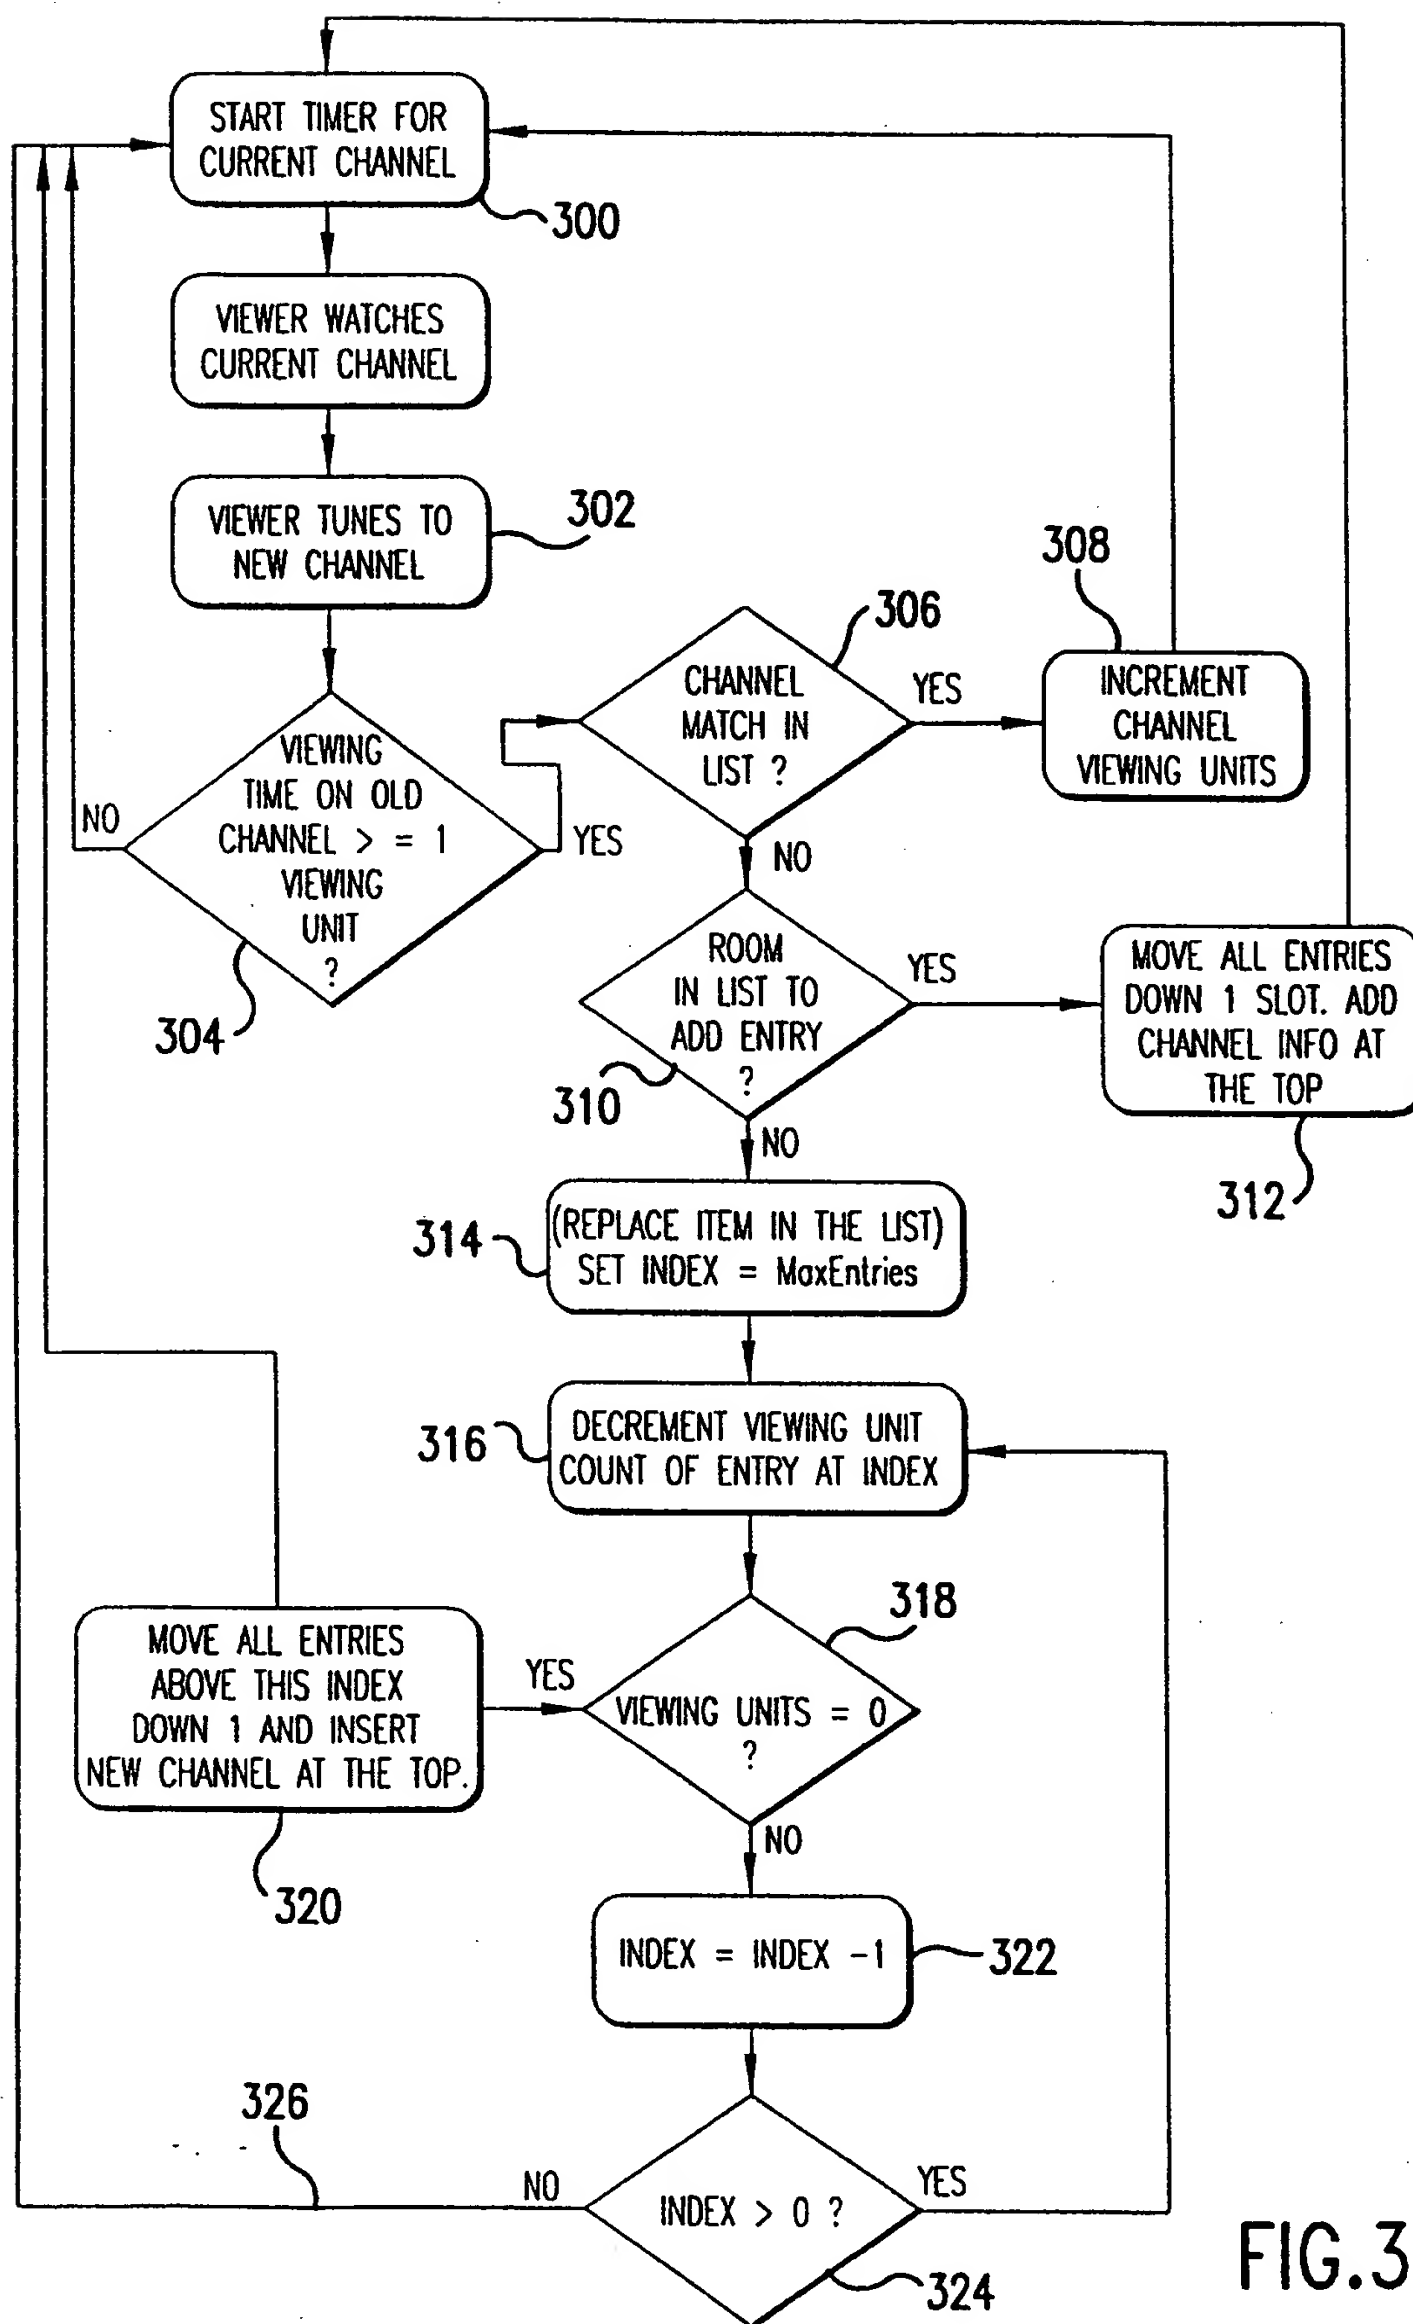 START TIMER FOR
CURRENT CHANNEL
300
VIEWER WATCHES
CURRENT CHANNEL
VIEWER TUNES TO
NEW CHANNEL
302
VIEWING
TIME ON OLD
CHANNEL > = 1
VIEWING
UNIT
?
NO
YES
304
CHANNEL
MATCH IN
LIST ?
306
YES
NO
308
INCREMENT
CHANNEL
VIEWING UNITS
ROOM
IN LIST TO
ADD ENTRY
?
310
YES
NO
MOVE ALL ENTRIES
DOWN 1 SLOT. ADD
CHANNEL INFO AT
THE TOP
312
314
(REPLACE ITEM IN THE LIST)
SET INDEX = MaxEntries
316
DECREMENT VIEWING UNIT
COUNT OF ENTRY AT INDEX
318
VIEWING UNITS = 0
?
YES
NO
MOVE ALL ENTRIES
ABOVE THIS INDEX
DOWN 1 AND INSERT
NEW CHANNEL AT THE TOP.
320
INDEX = INDEX -1
322
326
NO
INDEX > 0 ?
YES
324
FIG.3